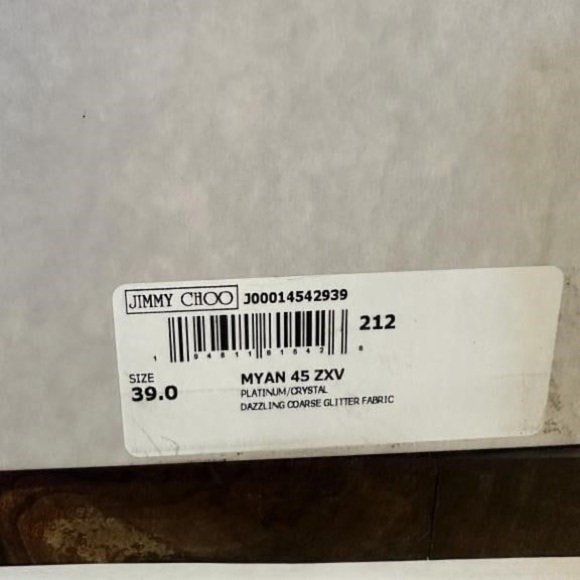 JIMMY CHOO J00014542939
212
SIZE
39.0
MYAN 45 ZXV
PLATINUM/CRYSTAL
DAZZLING COARSE GLITTER FABRIC